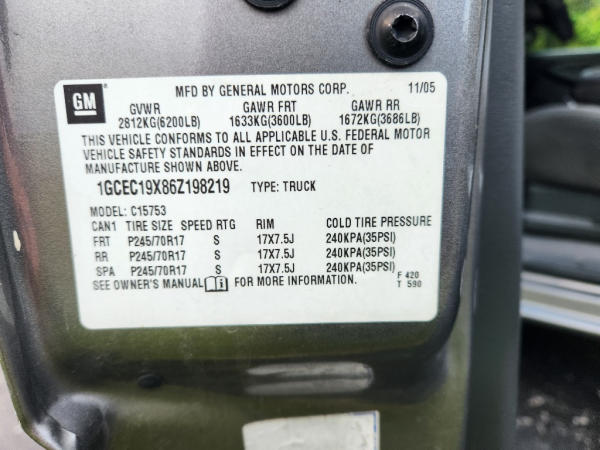 GM
MFD BY GENERAL MOTORS CORP. 11/05
GVWR GAWR FRT GAWR RR
2812KG(6200LB) 1633KG(3600LB) 1672KG(3686LB)
THIS VEHICLE CONFORMS TO ALL APPLICABLE U.S. FEDERAL MOTOR
VEHICLE SAFETY STANDARDS IN EFFECT ON THE DATE OF
MANUFACTURE SHOWN ABOVE.
1GCEC19X86Z198219 TYPE: TRUCK
MODEL: C15753
CAN1 TIRE SIZE SPEED RTG RIM COLD TIRE PRESSURE
FRT P245/70R17 S 17X7.5J 240KPA(35PSI)
RR P245/70R17 S 17X7.5J 240KPA(35PSI)
SPA P245/70R17 S 17X7.5J 240KPA(35PSI)
SEE OWNER'S MANUAL FOR MORE INFORMATION.
F 420
T 590